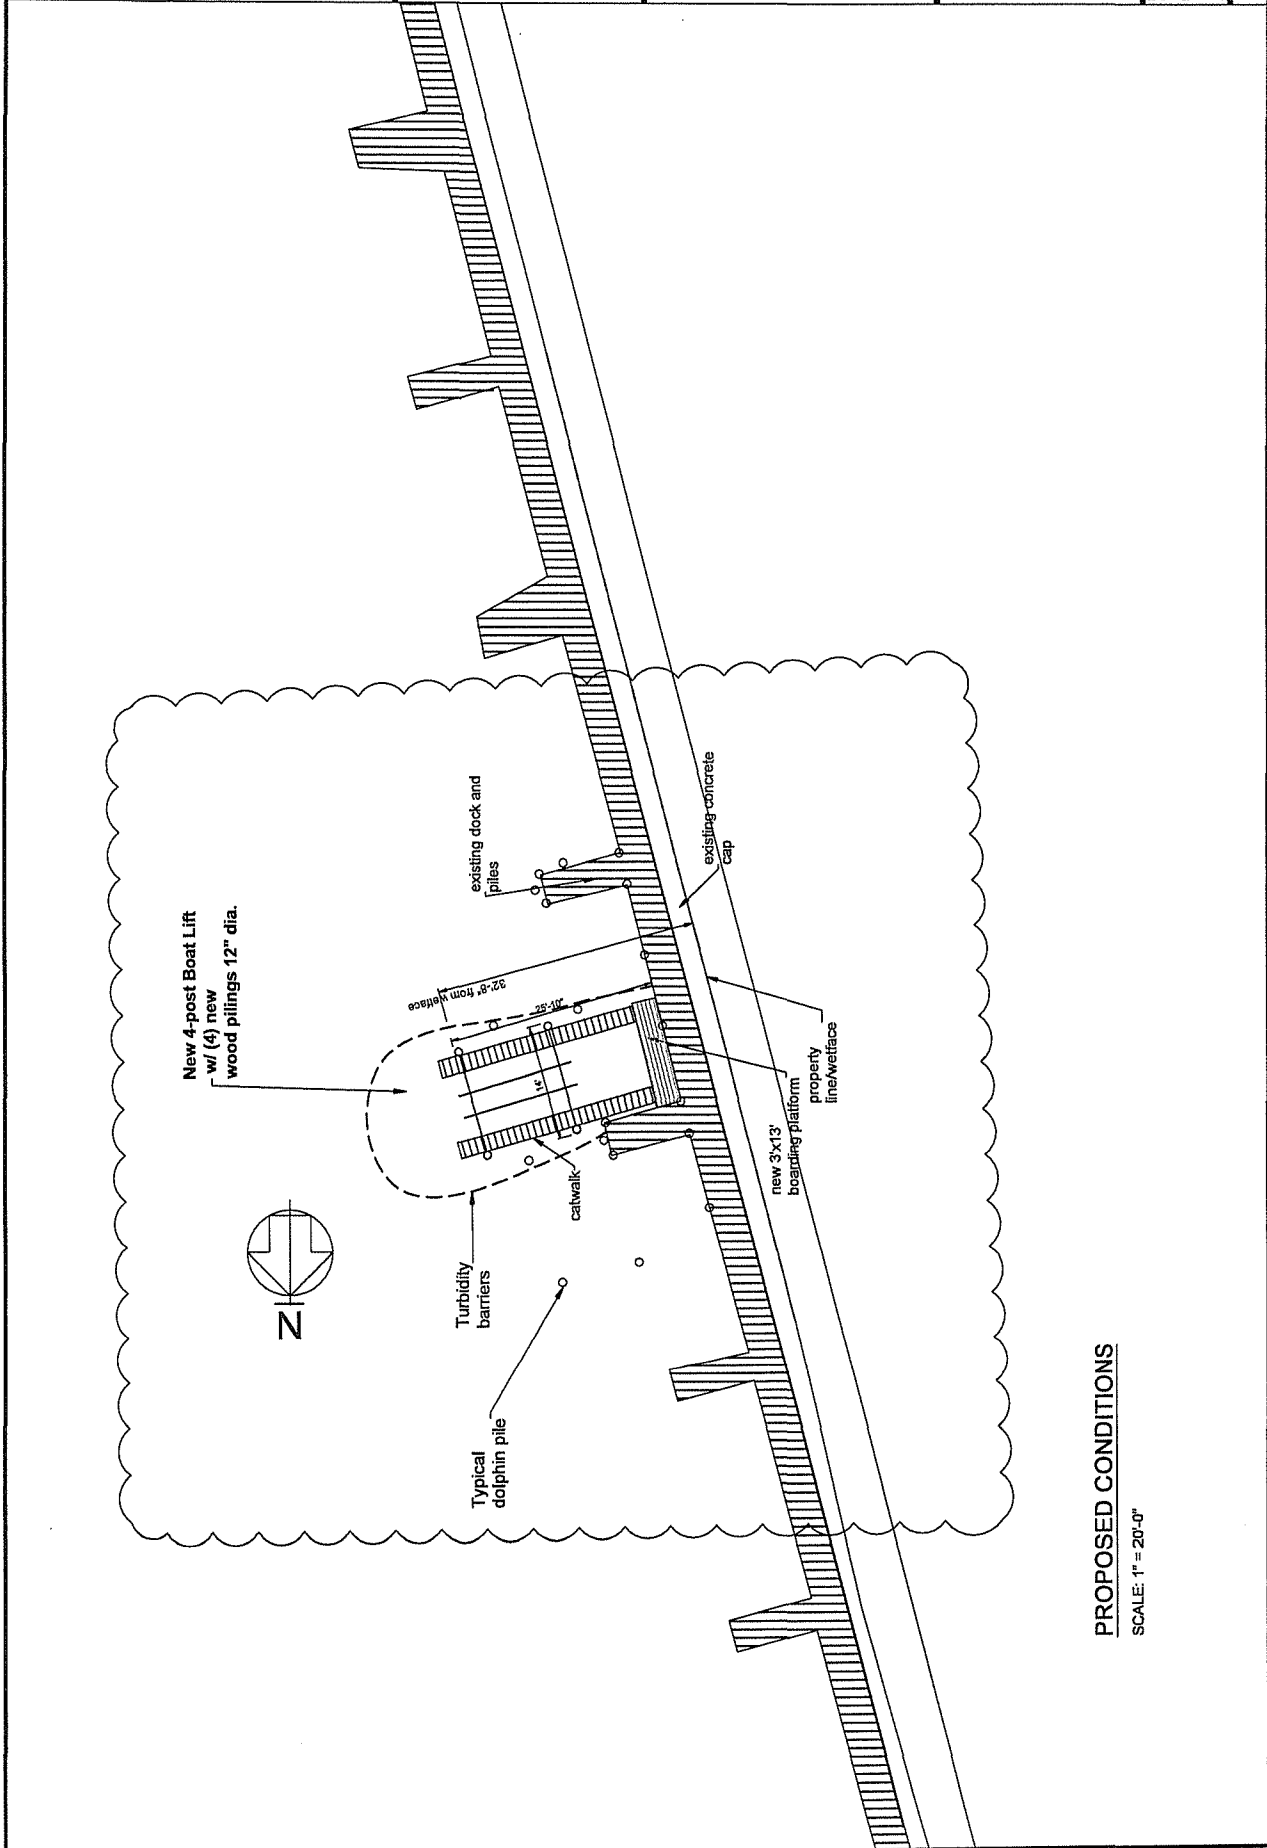 New 4-post Boat Lift
w/ (4) new
wood pilings 12" dia.
existing dock and
piles
32'-8" from wetface
25'-10"
14'
existing concrete
cap
property
line/wetface
new 3'x13'
boarding platform
catwalk
Turbidity
barriers
Typical
dolphin pile
N
PROPOSED CONDITIONS
SCALE: 1" = 20'-0"